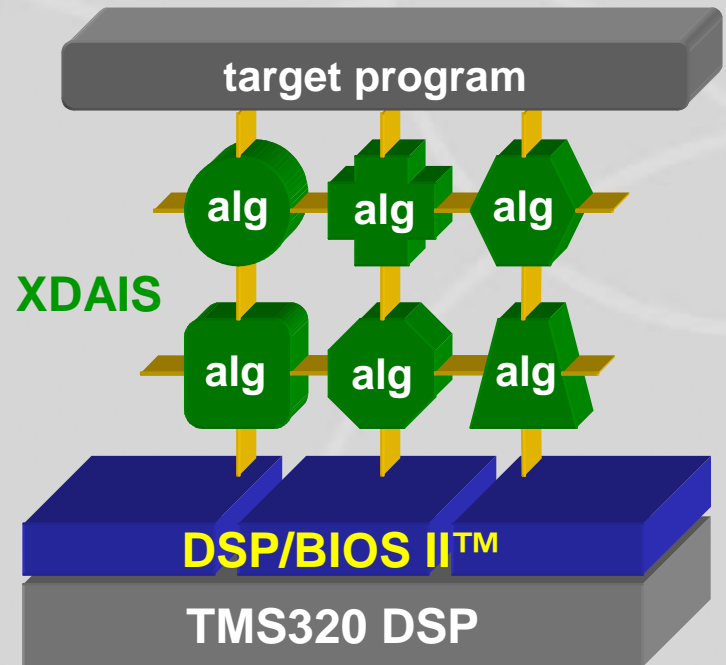 target program
alg alg alg
XDAIS
alg alg alg
DSP/BIOS II™
TMS320 DSP